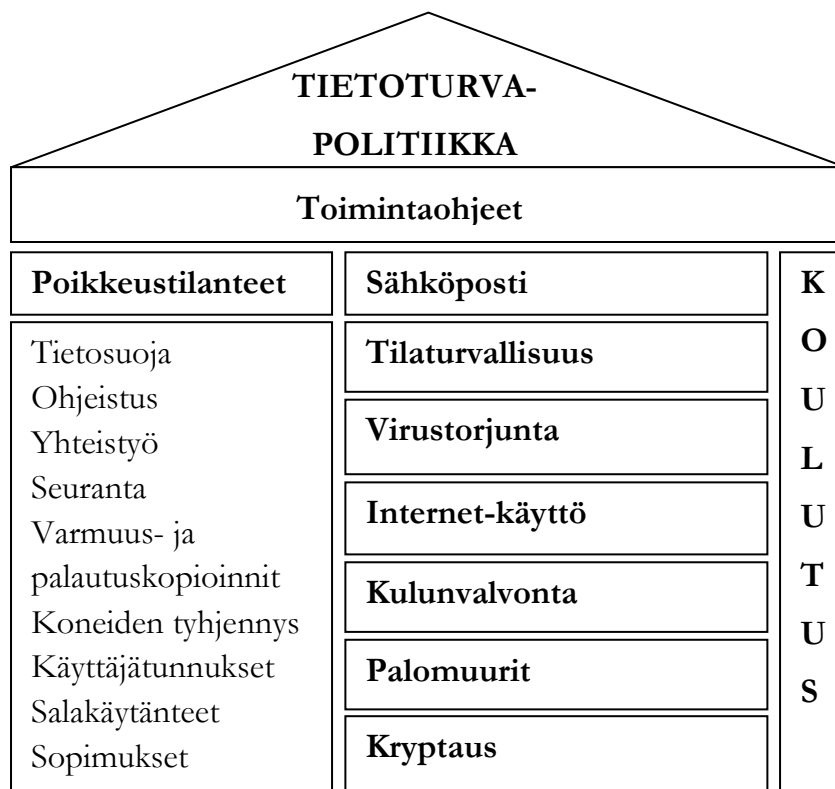 TIETOTURVA-
POLITIIKKA
Toimintaohjeet
Poikkeustilanteet
Tietosuoja
Ohjeistus
Yhteistyö
Seuranta
Varmuus- ja
palautuskopioinnit
Koneiden tyhjennys
Käyttäjätunnukset
Salakäytänteet
Sopimukset
Sähköposti
Tilaturvallisuus
Virustorjunta
Internet-käyttö
Kulunvalvonta
Palomuurit
Kryptaus
K
O
U
L
U
T
U
S